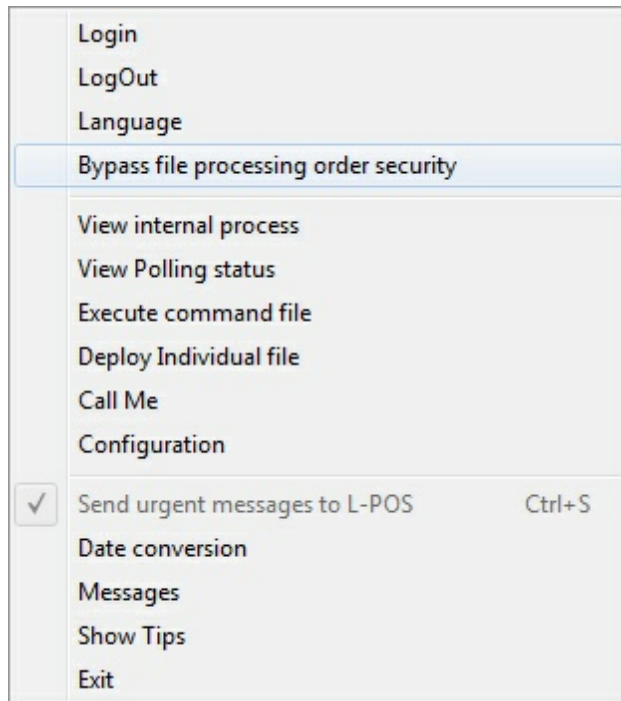 Login
LogOut
Language
Bypass file processing order security
View internal process
View Polling status
Execute command file
Deploy Individual file
Call Me
Configuration
Send urgent messages to L-POS Ctrl+S
Date conversion
Messages
Show Tips
Exit